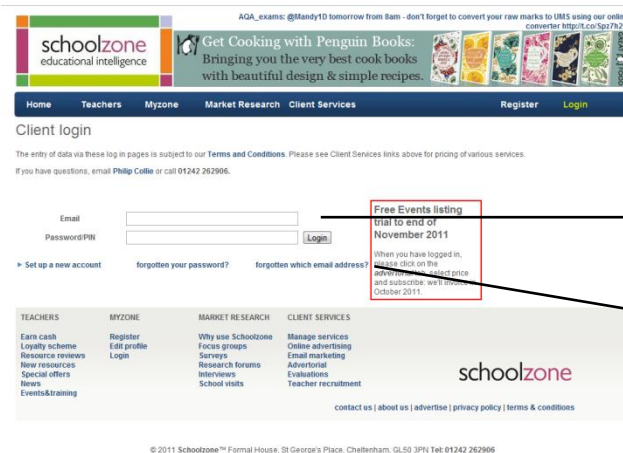 AQA_exams: @Mandy1D tomorrow from 8am - don't forget to convert your raw marks to UMS using our online
converter http://t.co/Spz7h2
schoolzone
educational intelligence
Get Cooking with Penguin Books:
Bringing you the very best cook books
with beautiful design & simple recipes.
Home Teachers Myzone Market Research Client Services Register Login
Client login
The entry of data via these log in pages is subject to our Terms and Conditions. Please see Client Services links above for pricing of various services.
If you have questions, email Philip Collie or call 01242 262906.
Email
Password/PIN Login
Set up a new account forgotten your password? forgotten which email address?
Free Events listing
trial to end of
November 2011
When you have logged in,
please click on the
select price
and subscribe: we'll invoice in
October 2011.
TEACHERS MYZONE MARKET RESEARCH CLIENT SERVICES
Earn cash Register Why use Schoolzone Manage services
Loyalty scheme Edit profile Focus groups Online advertising
Resource reviews Login Surveys Email marketing
New resources Research forums Advertorial
Special offers Interviews Evaluations
News School visits Teacher recruitment
Events&training
schoolzone
contact us | about us | advertise | privacy policy | terms & conditions
© 2011 Schoolzone™ Formal House, St George's Place, Cheltenham, GL50 3PN Tel: 01242 262906